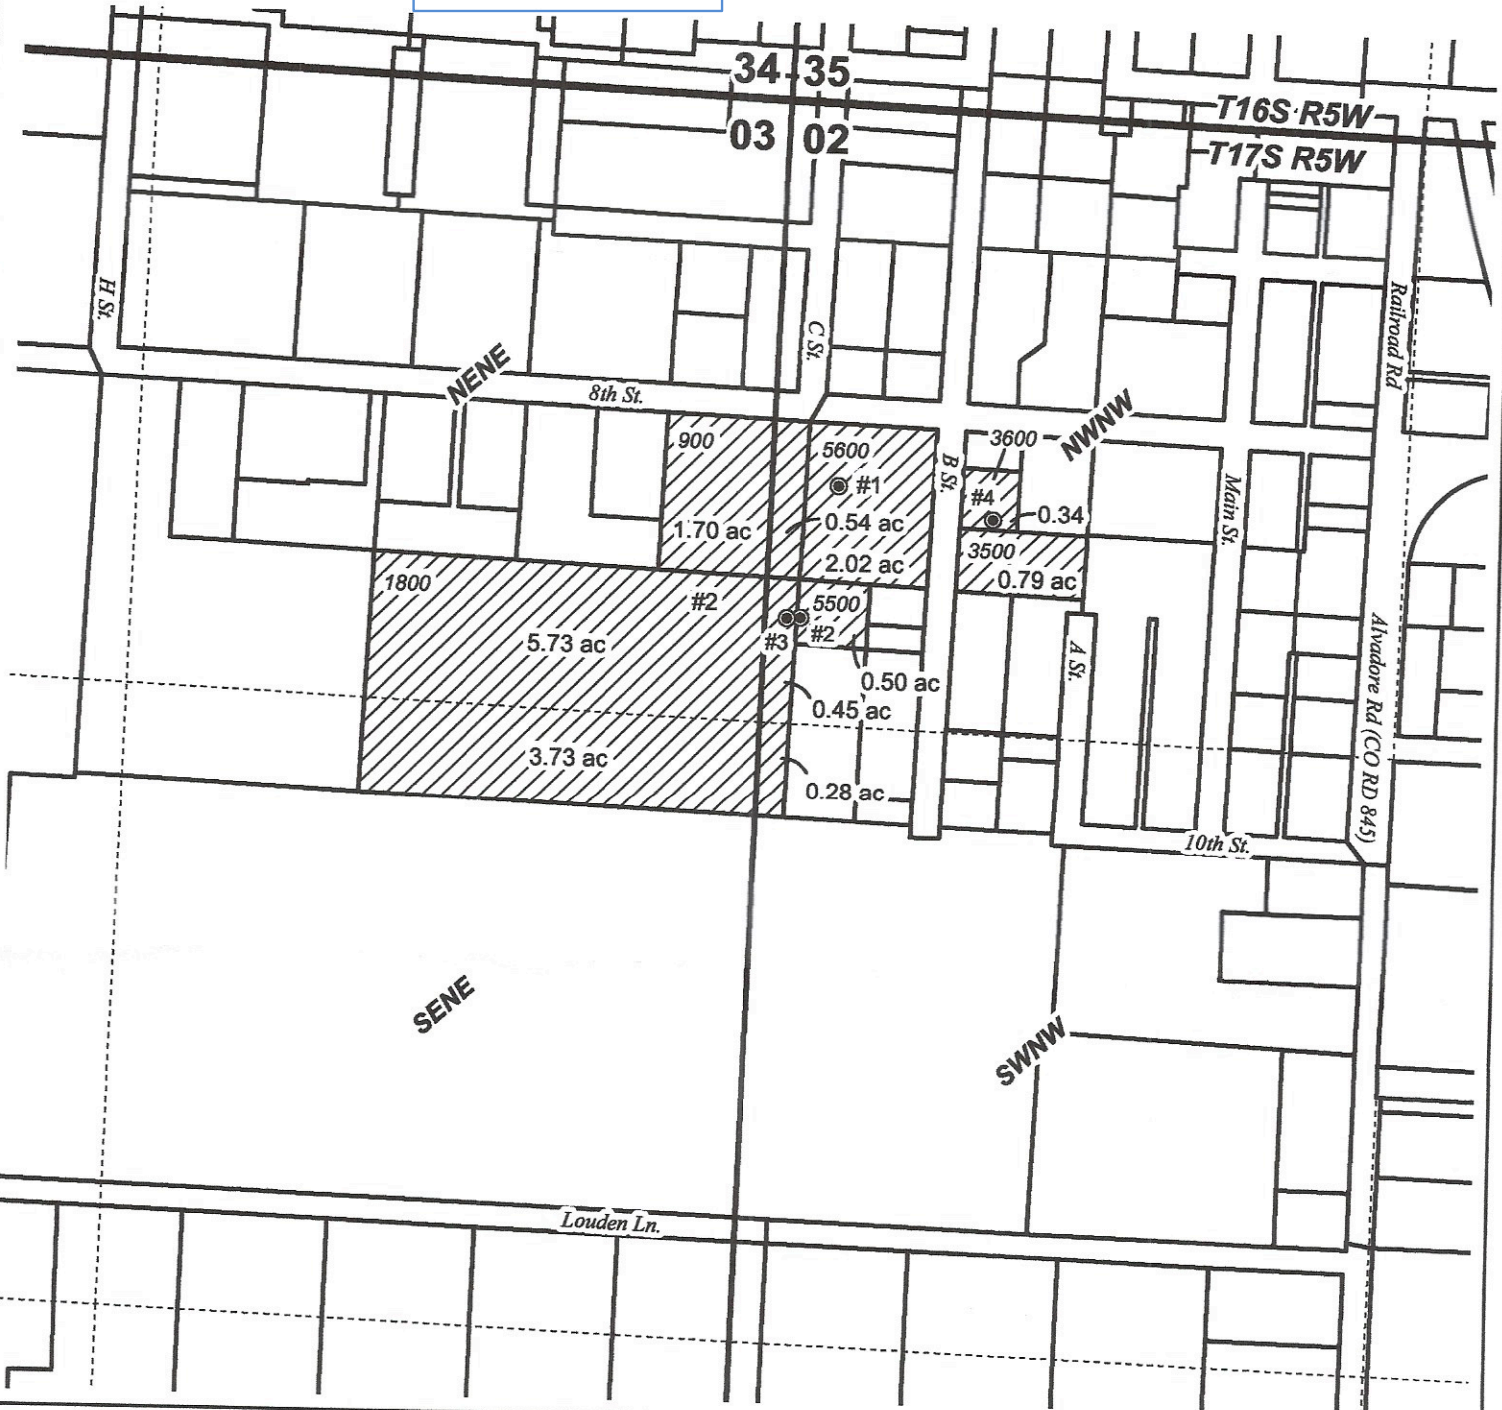 34 35
T16S R5W
03 02
T17S R5W
H St.
C St.
Railroad Rd
NENE
8th St.
NWNW
900
5600
3600
#1
B St.
#4
Main St.
1.70 ac
0.54 ac
0.34
2.02 ac
3500
0.79 ac
1800
#2
5500
5.73 ac
#3
#2
A St.
0.50 ac
0.45 ac
Alvadore Rd (CO RD 845)
3.73 ac
0.28 ac
10th St.
SENE
SWNW
Louden Ln.